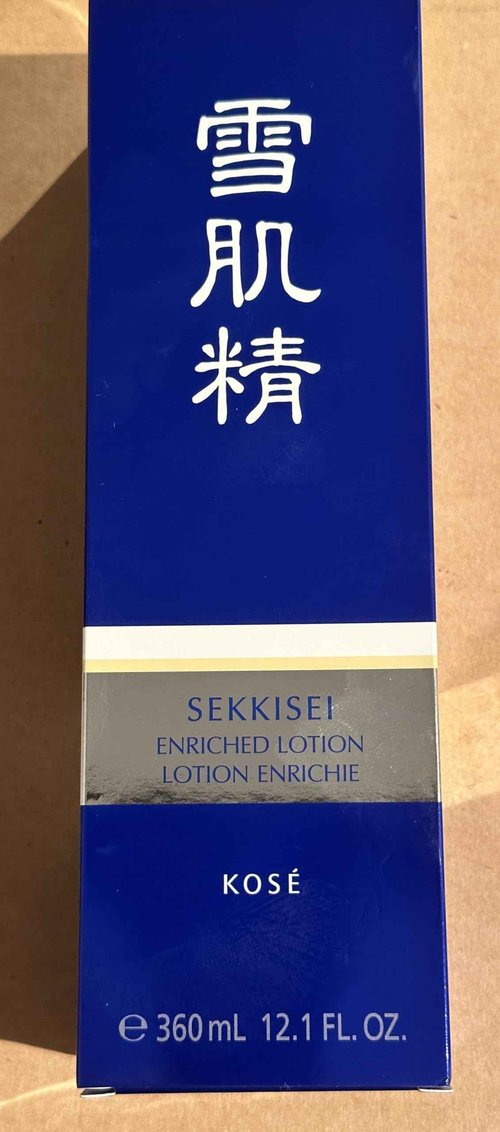 雪肌精
SEKKISEI
ENRICHED LOTION
LOTION ENRICHIE
KOSÉ
℮ 360 mL 12.1 FL. OZ.